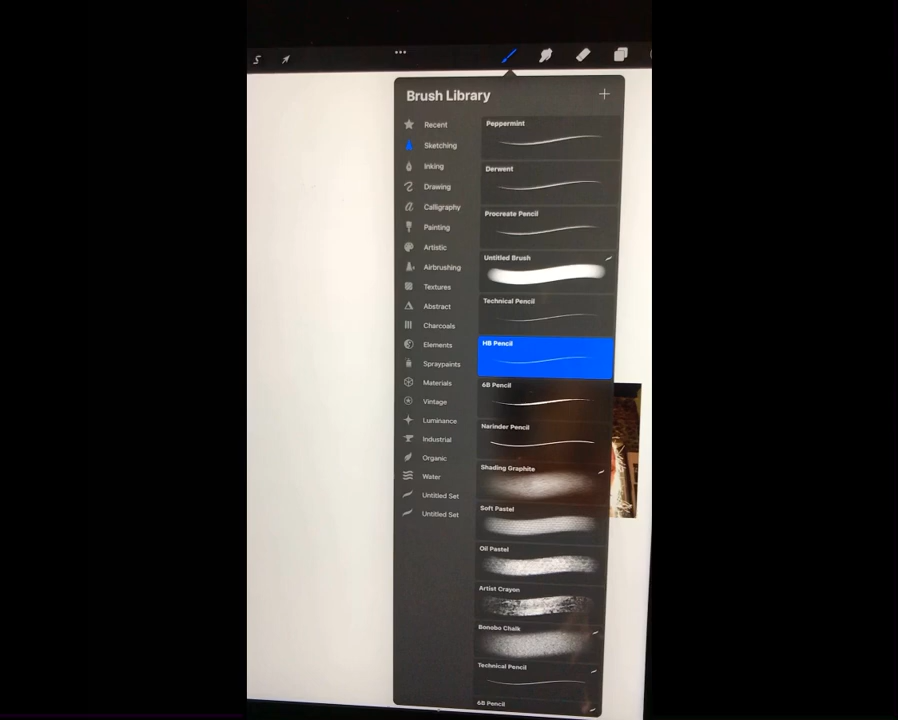 S
Brush Library
Recent
Sketching
Inking
Drawing
Calligraphy
Painting
Artistic
Airbrushing
Textures
Abstract
Charcoals
Elements
Spraypaints
Materials
Vintage
Luminance
Industrial
Organic
Water
Untitled Set
Untitled Set
Peppermint
Derwent
Procreate Pencil
Untitled Brush
Technical Pencil
HB Pencil
6B Pencil
Narinder Pencil
Shading Graphite
Soft Pastel
Oil Pastel
Artist Crayon
Bonobo Chalk
Technical Pencil
6B Pencil